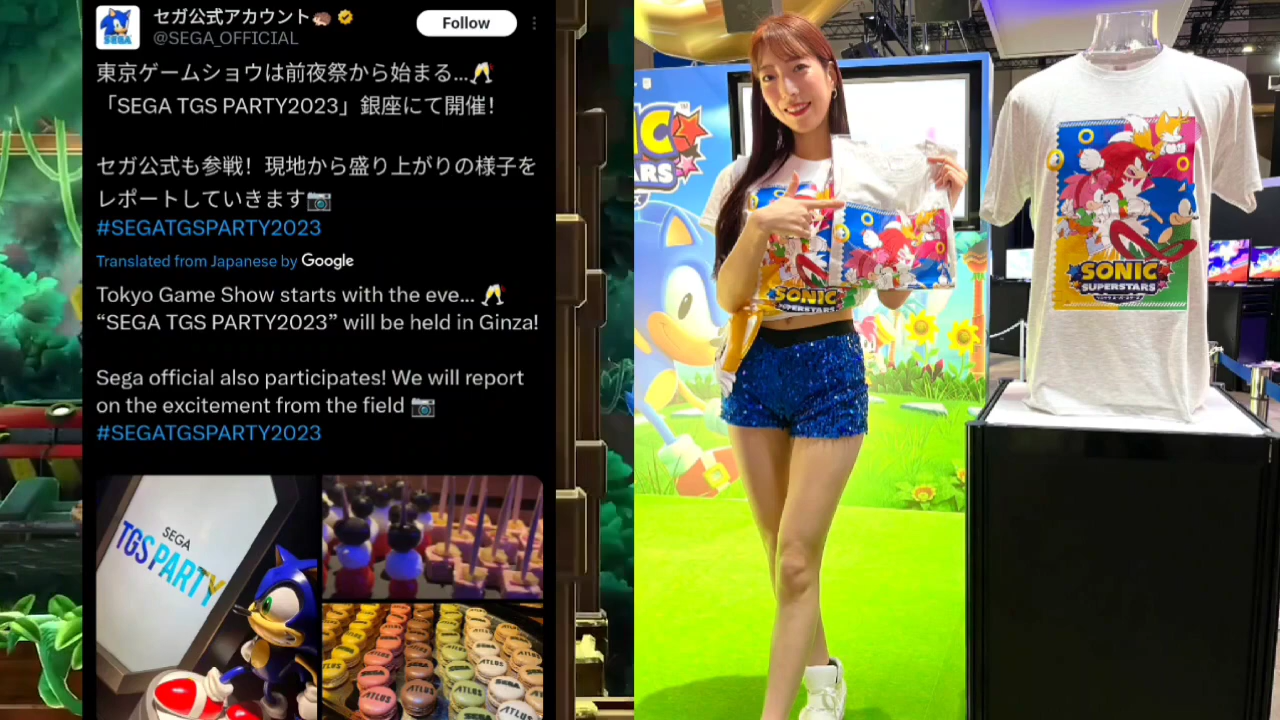 セガ公式アカウント🦔
@SEGA_OFFICIAL
Follow
東京ゲームショウは前夜祭から始まる...🥂
「SEGA TGS PARTY2023」銀座にて開催！
セガ公式も参戦！現地から盛り上がりの様子を
レポートしていきます📷
#SEGATGSPARTY2023
Translated from Japanese by Google
Tokyo Game Show starts with the eve... 🥂
“SEGA TGS PARTY2023” will be held in Ginza!
Sega official also participates! We will report
on the excitement from the field 📷
#SEGATGSPARTY2023
SEGA
TGS PARTY
ATLUS
SEGA
SONIC
SUPERSTARS
SONIC
SUPERSTARS